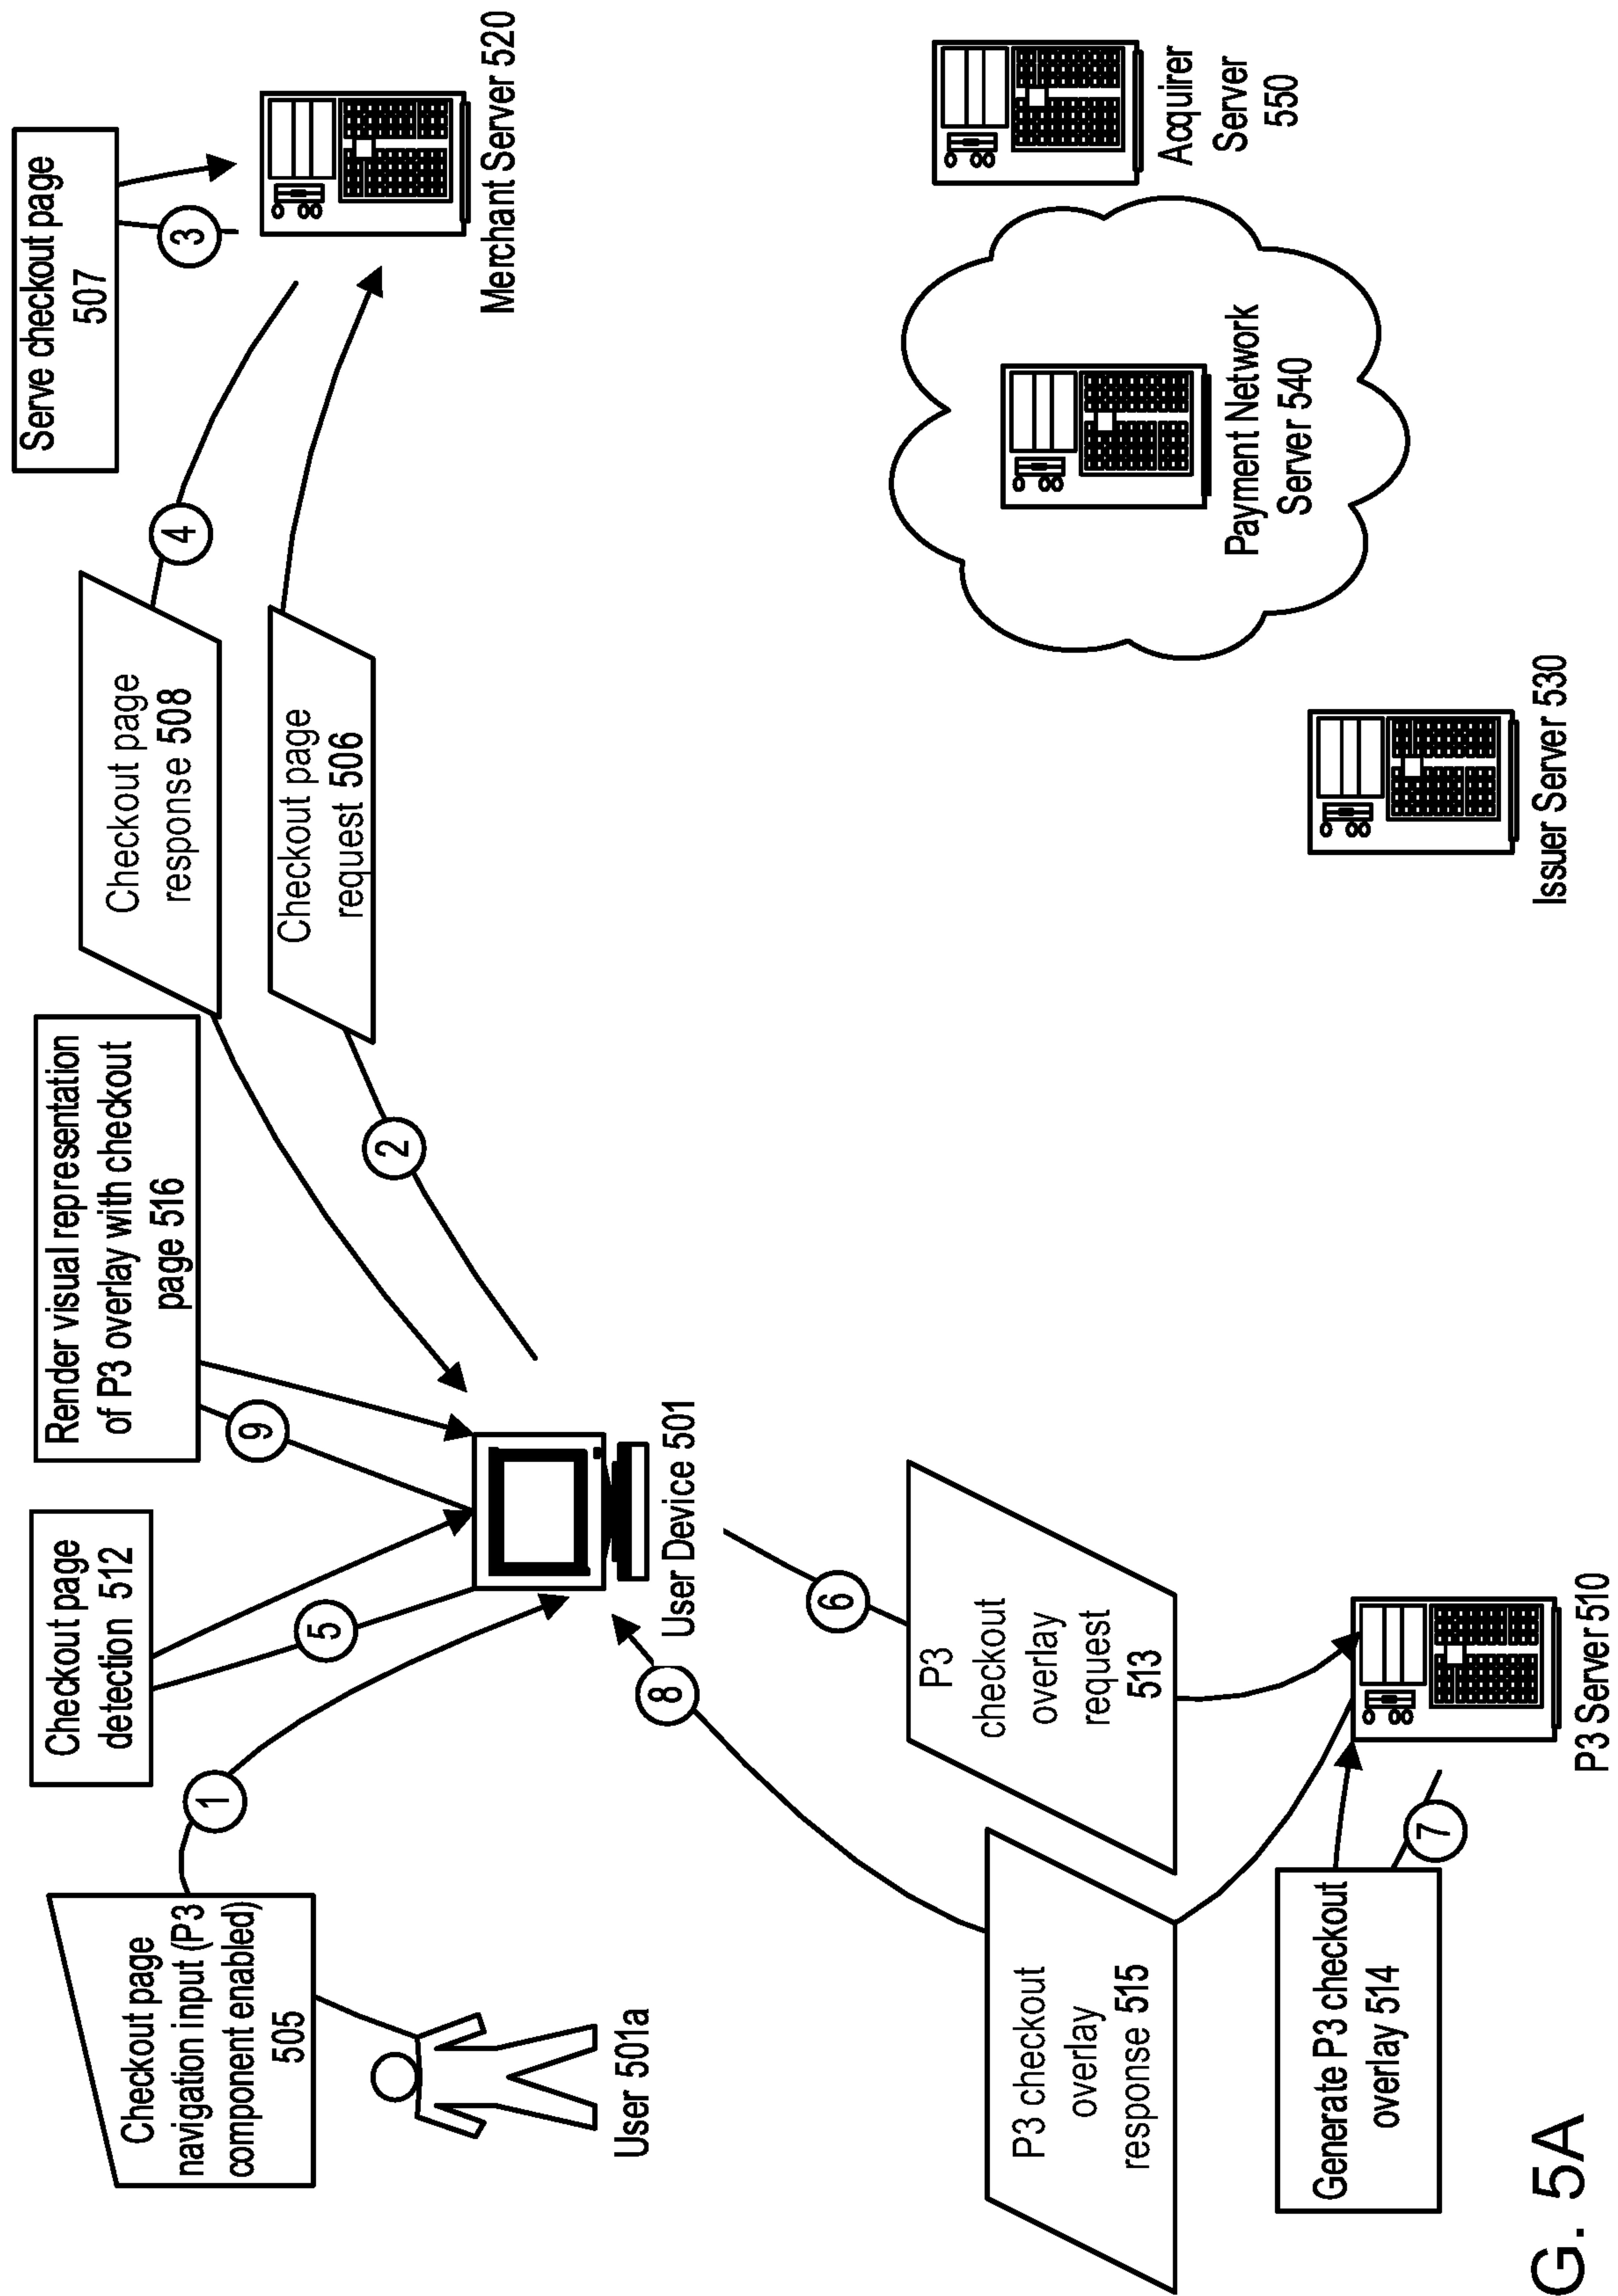 Checkout page
navigation input (P3
component enabled)
505
1
User 501a
Checkout page
detection 512
5
Render visual representation
of P3 overlay with checkout
page 516
9
User Device 501
Checkout page
response 508
4
Checkout page
request 506
2
Serve checkout page
507
3
Merchant Server 520
P3 checkout
overlay
response 515
8
P3
checkout
overlay
request
513
6
Generate P3 checkout
overlay 514
7
P3 Server 510
Issuer Server 530
Payment Network
Server 540
Acquirer
Server
550
G. 5A